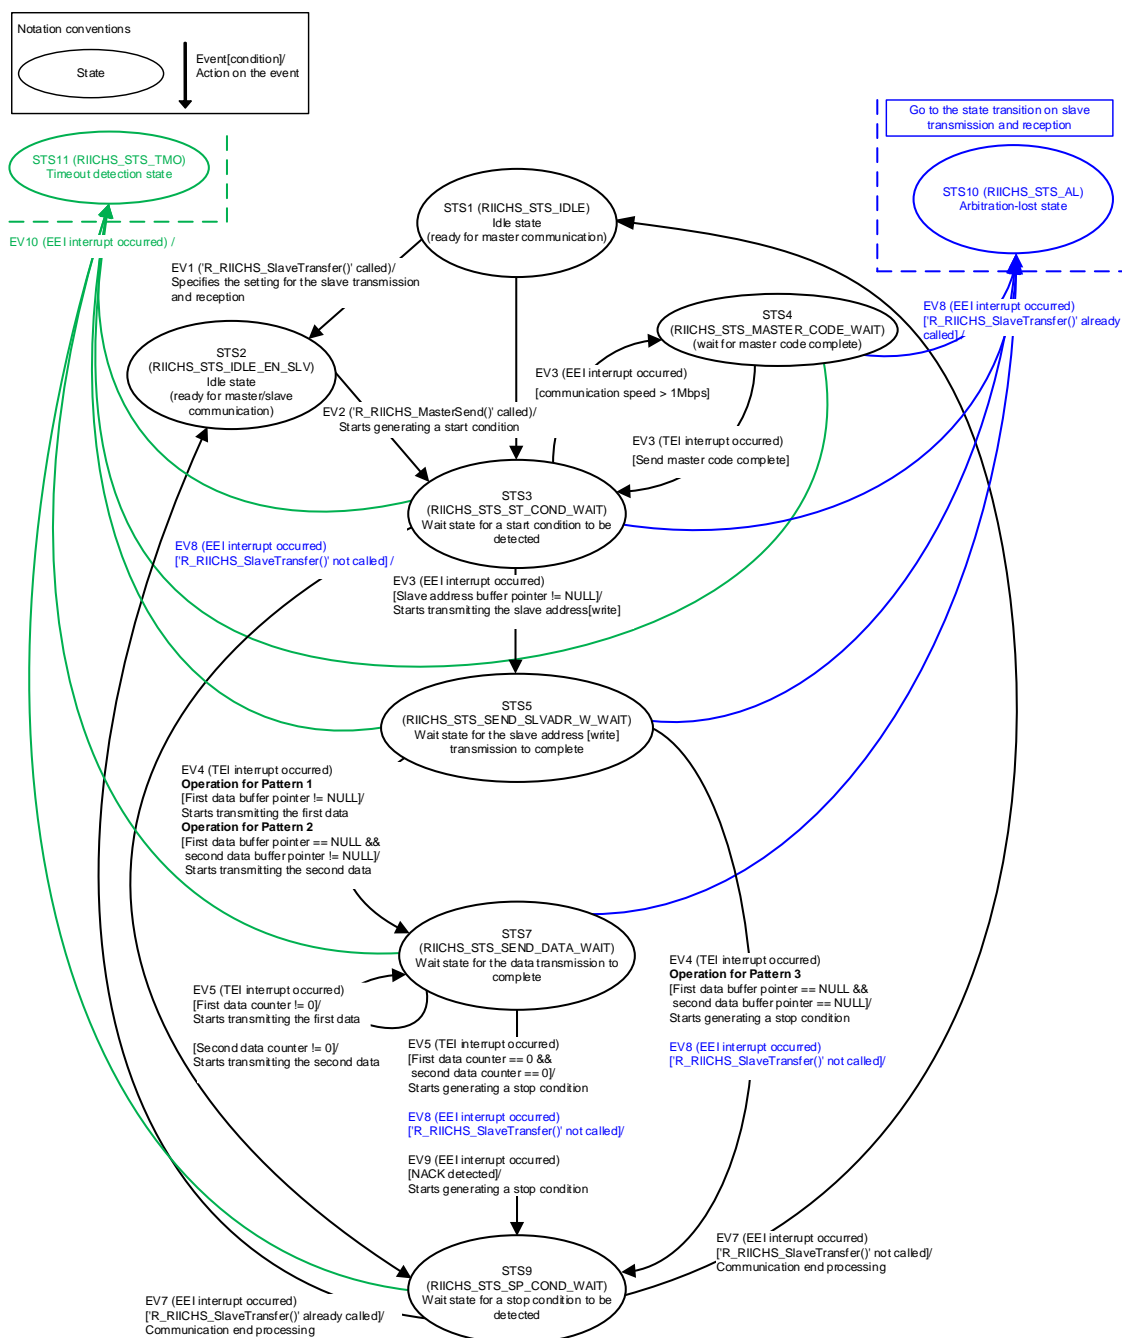 Notation conventions
State
Event[condition]/
Action on the event
Go to the state transition on slave
transmission and reception
STS11 (RIICHS_STS_TMO)
Timeout detection state
STS10 (RIICHS_STS_AL)
Arbitration-lost state
STS1 (RIICHS_STS_IDLE)
Idle state
(ready for master communication)
EV10 (EEI interrupt occurred) /
EV1 ('R_RIICHS_SlaveTransfer()' called)/
Specifies the setting for the slave transmission
and reception
EV8 (EEI interrupt occurred)
['R_RIICHS_SlaveTransfer()' already
called] /
STS4
(RIICHS_STS_MASTER_CODE_WAIT)
(wait for master code complete)
STS2
(RIICHS_STS_IDLE_EN_SLV)
Idle state
(ready for master/slave
communication)
EV3 (EEI interrupt occurred)
[communication speed > 1Mbps]
EV2 ('R_RIICHS_MasterSend()' called)/
Starts generating a start condition
EV3 (TEI interrupt occurred)
[Send master code complete]
STS3
(RIICHS_STS_ST_COND_WAIT)
Wait state for a start condition to be
detected
EV8 (EEI interrupt occurred)
['R_RIICHS_SlaveTransfer()' not called] /
EV3 (EEI interrupt occurred)
[Slave address buffer pointer != NULL]/
Starts transmitting the slave address[write]
STS5
(RIICHS_STS_SEND_SLVADR_W_WAIT)
Wait state for the slave address [write]
transmission to complete
EV4 (TEI interrupt occurred)
Operation for Pattern 1
[First data buffer pointer != NULL]/
Starts transmitting the first data
Operation for Pattern 2
[First data buffer pointer == NULL &&
second data buffer pointer != NULL]/
Starts transmitting the second data
STS7
(RIICHS_STS_SEND_DATA_WAIT)
Wait state for the data transmission to
complete
EV4 (TEI interrupt occurred)
Operation for Pattern 3
[First data buffer pointer == NULL &&
second data buffer pointer == NULL]/
Starts generating a stop condition
EV8 (EEI interrupt occurred)
['R_RIICHS_SlaveTransfer()' not called]/
EV5 (TEI interrupt occurred)
[First data counter != 0]/
Starts transmitting the first data
[Second data counter != 0]/
Starts transmitting the second data
EV5 (TEI interrupt occurred)
[First data counter == 0 &&
second data counter == 0]/
Starts generating a stop condition
EV8 (EEI interrupt occurred)
['R_RIICHS_SlaveTransfer()' not called]/
EV9 (EEI interrupt occurred)
[NACK detected]/
Starts generating a stop condition
EV7 (EEI interrupt occurred)
['R_RIICHS_SlaveTransfer()' not called]/
Communication end processing
STS9
(RIICHS_STS_SP_COND_WAIT)
Wait state for a stop condition to be
detected
EV7 (EEI interrupt occurred)
['R_RIICHS_SlaveTransfer()' already called]/
Communication end processing